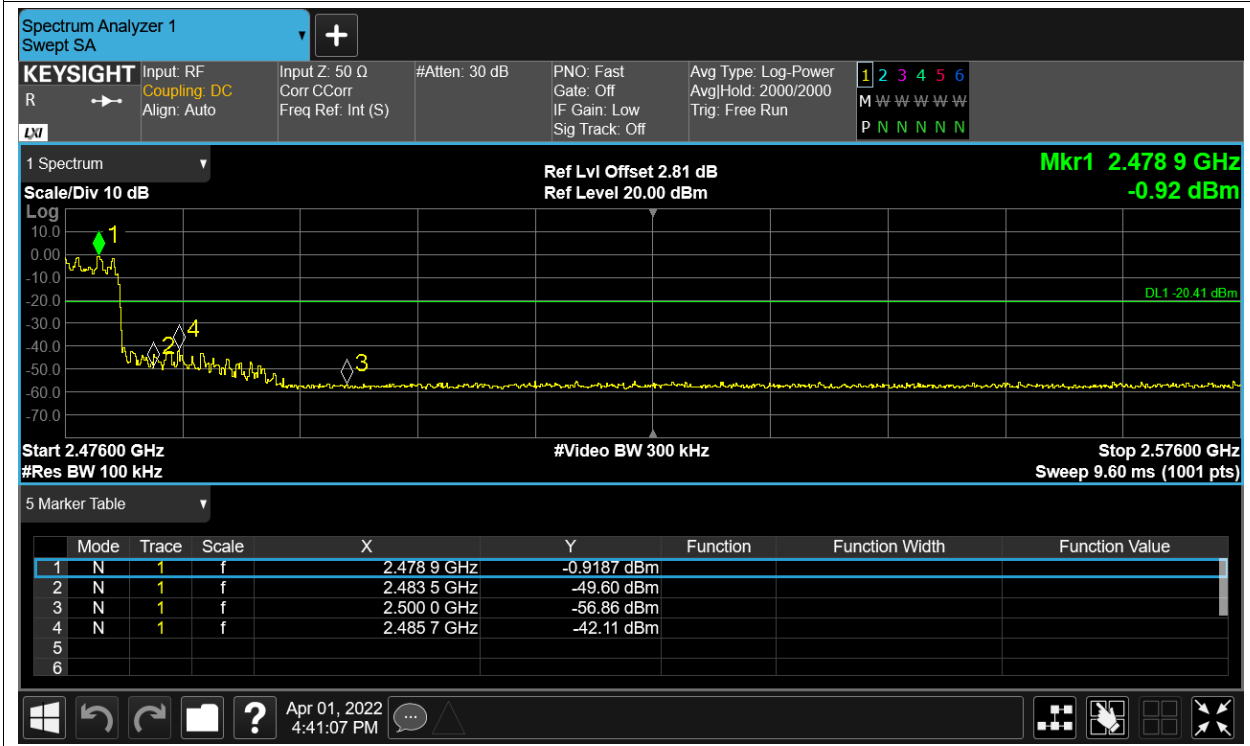 Spectrum Analyzer 1
Swept SA
+
KEYSIGHT Input: RF Input Z: 50 Ω #Atten: 30 dB PNO: Fast Avg Type: Log-Power 1 2 3 4 5 6
R Coupling: DC Corr CCorr Gate: Off Avg|Hold: 2000/2000 M W W W W W
Align: Auto Freq Ref: Int (S) IF Gain: Low Trig: Free Run
LXI Sig Track: Off P N N N N N
1 Spectrum Ref Lvl Offset 2.81 dB Mkr1 2.478 9 GHz
Scale/Div 10 dB Ref Level 20.00 dBm -0.92 dBm
Log
10.0 1
0.00
-10.0
-20.0 DL1 -20.41 dBm
-30.0 4
-40.0 2
-50.0 3
-60.0
-70.0
Start 2.47600 GHz #Video BW 300 kHz Stop 2.57600 GHz
#Res BW 100 kHz Sweep 9.60 ms (1001 pts)
5 Marker Table
Mode Trace Scale X Y Function Function Width Function Value
1 N 1 f 2.478 9 GHz -0.9187 dBm
2 N 1 f 2.483 5 GHz -49.60 dBm
3 N 1 f 2.500 0 GHz -56.86 dBm
4 N 1 f 2.485 7 GHz -42.11 dBm
5
6
? Apr 01, 2022
4:41:07 PM